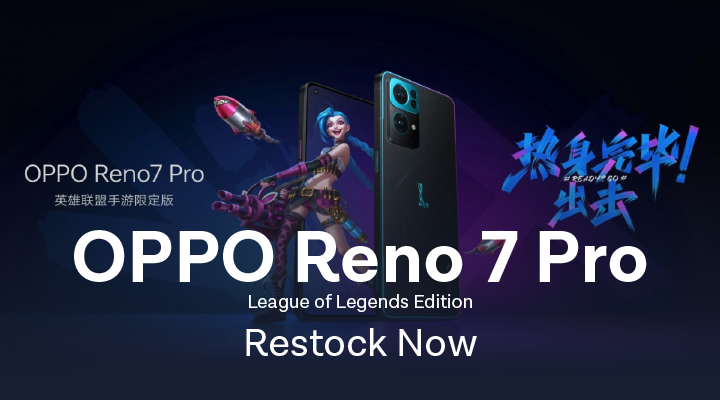 OPPO Reno7 Pro
英雄联盟手游限定版
热身完毕!
# READY? GO #
出击
OPPO Reno 7 Pro
League of Legends Edition
Restock Now